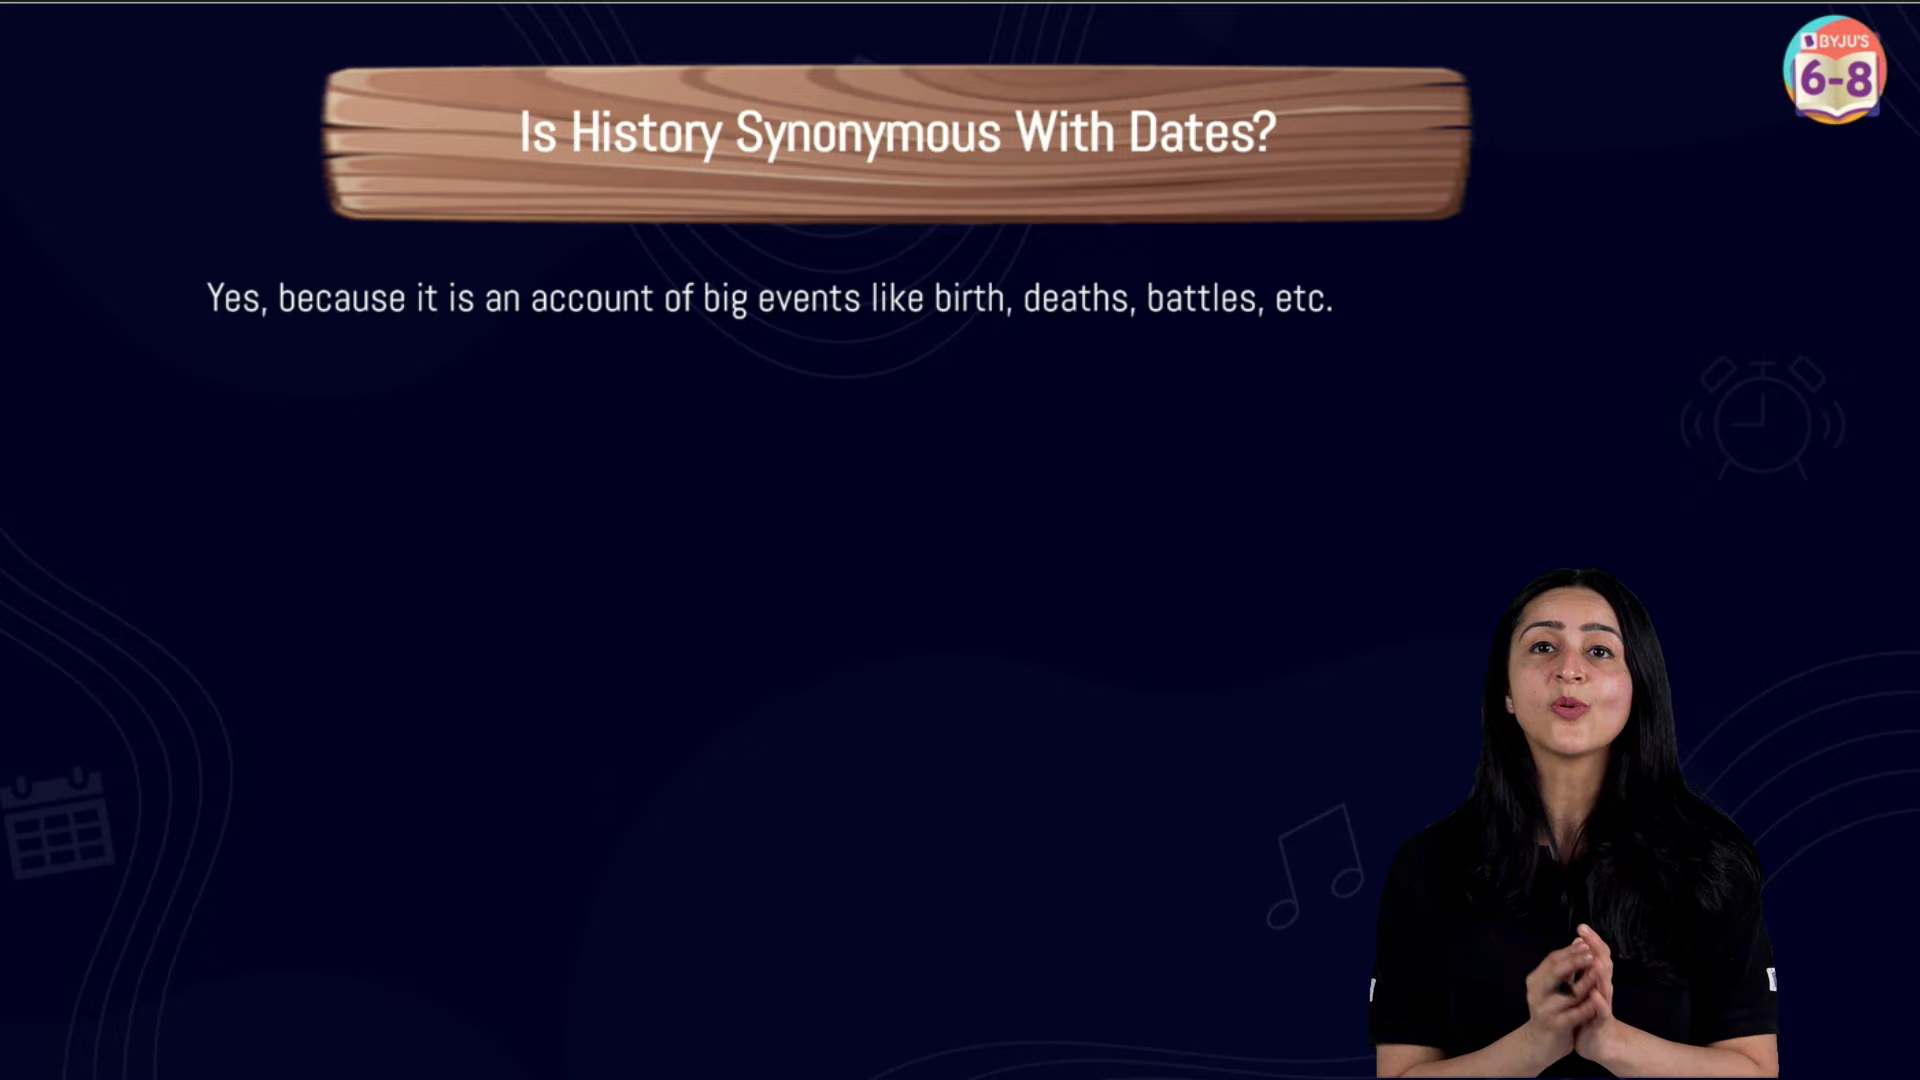 BYJU'S
6-8
Is History Synonymous With Dates?
Yes, because it is an account of big events like birth, deaths, battles, etc.